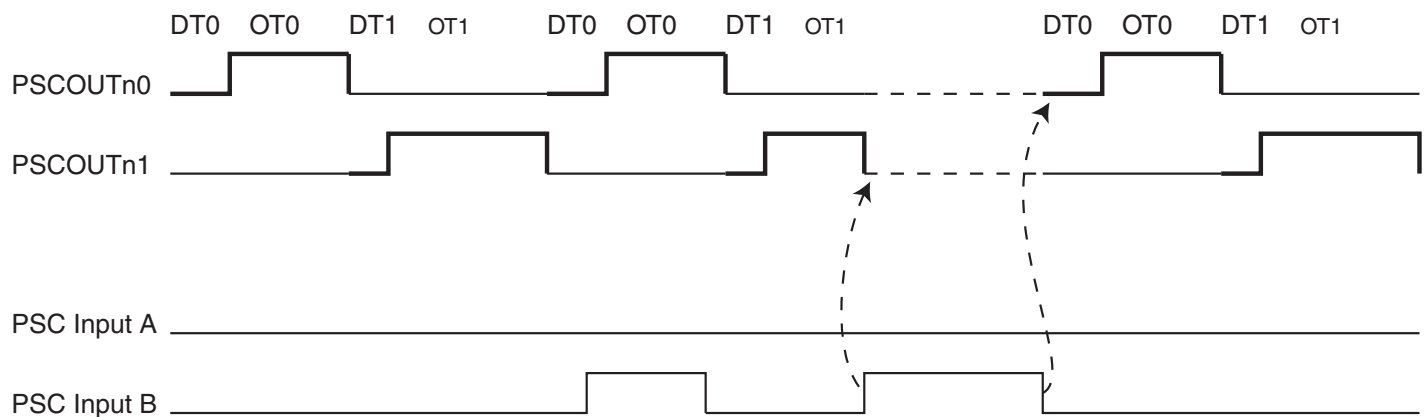 DT0 OT0 DT1 OT1 DT0 OT0 DT1 OT1 DT0 OT0 DT1 OT1
PSCOUTn0
PSCOUTn1
PSC Input A
PSC Input B